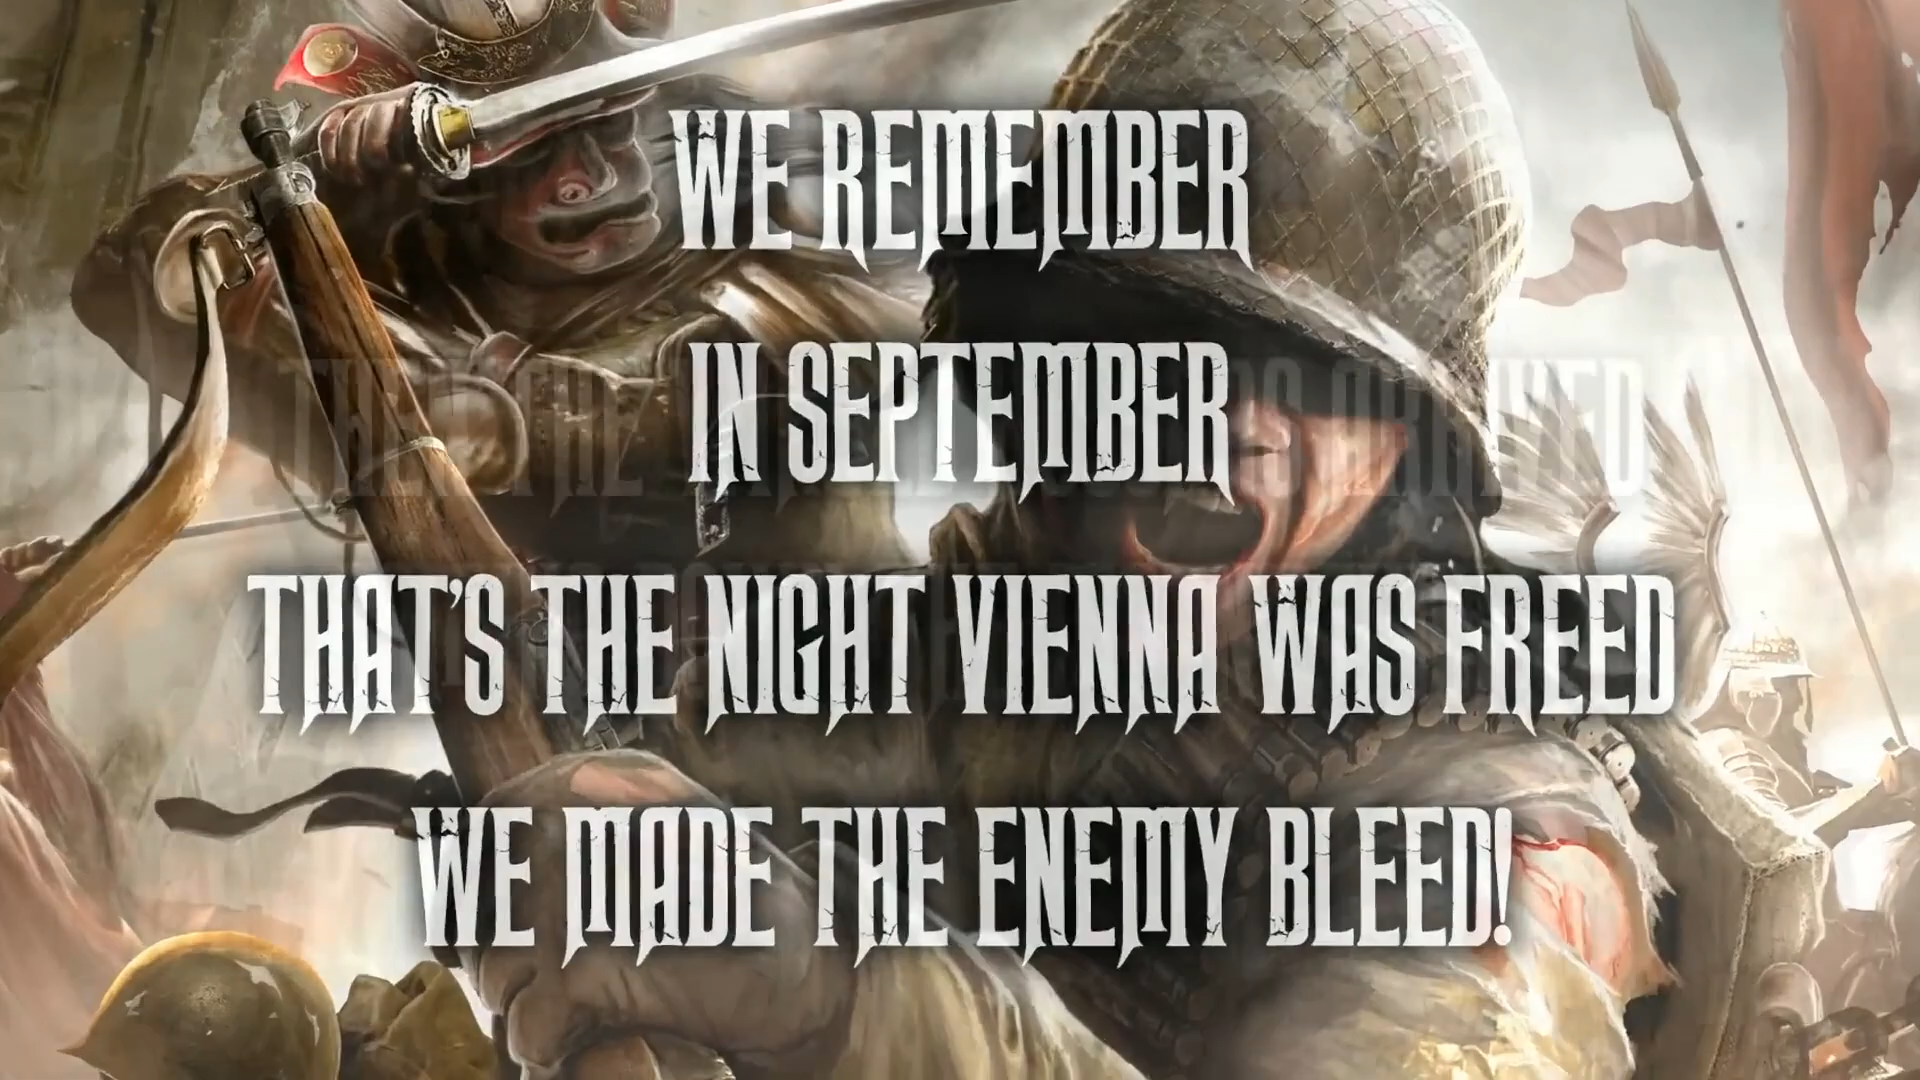 WE REMEMBER
IN SEPTEMBER
THAT'S THE NIGHT VIENNA WAS FREED
WE MADE THE ENEMY BLEED!